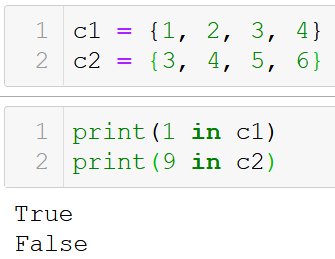 1 c1 = {1, 2, 3, 4}
2 c2 = {3, 4, 5, 6}
1 print(1 in c1)
2 print(9 in c2)
True
False